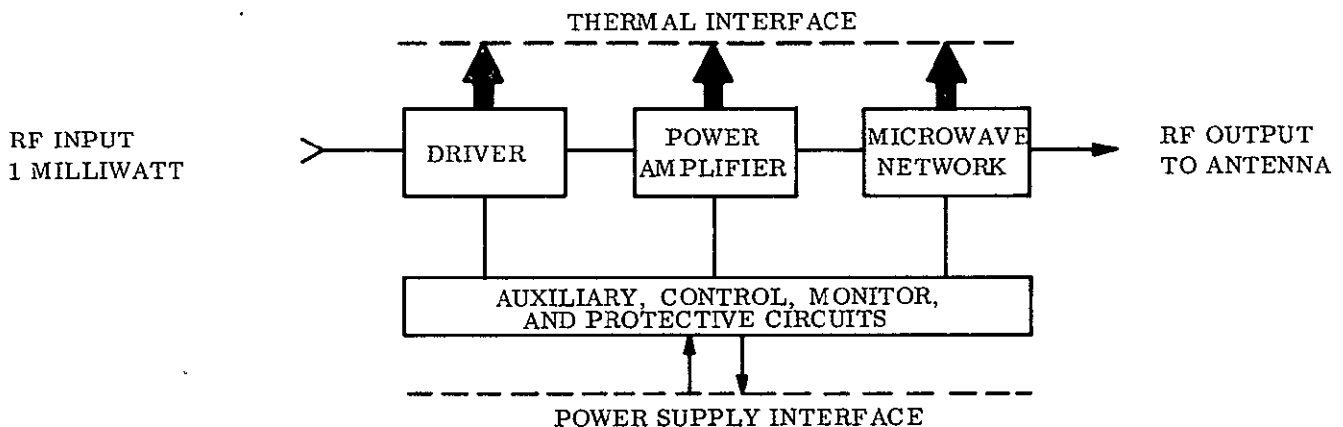 THERMAL INTERFACE
RF INPUT
1 MILLIWATT
DRIVER
POWER
AMPLIFIER
MICROWAVE
NETWORK
RF OUTPUT
TO ANTENNA
AUXILIARY, CONTROL, MONITOR,
AND PROTECTIVE CIRCUITS
POWER SUPPLY INTERFACE